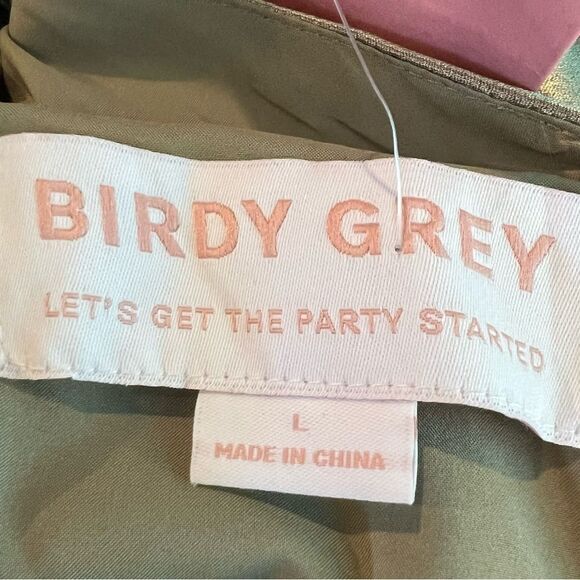 BIRDY GREY
LET'S GET THE PARTY STARTED
L
MADE IN CHINA